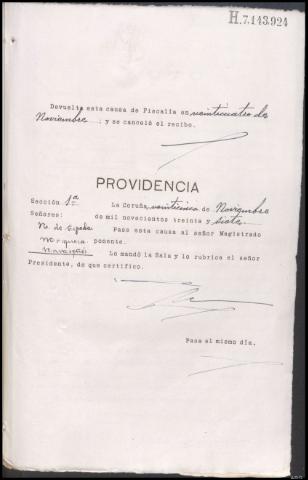 H.7.143.924
Devuelta esta causa de Fiscalía en veinticuatro de
Noviembre : y se canceló el recibo.
PROVIDENCIA
Sección 1ª La Coruña, veinticinco de Noviembre
Señores: de mil novecientos treinta y siete.
Pase esta causa al señor Magistrado
ponente.
Lo mandó la Sala y lo rubrica el señor
Presidente, de que certifico.
Pasa el mismo día.